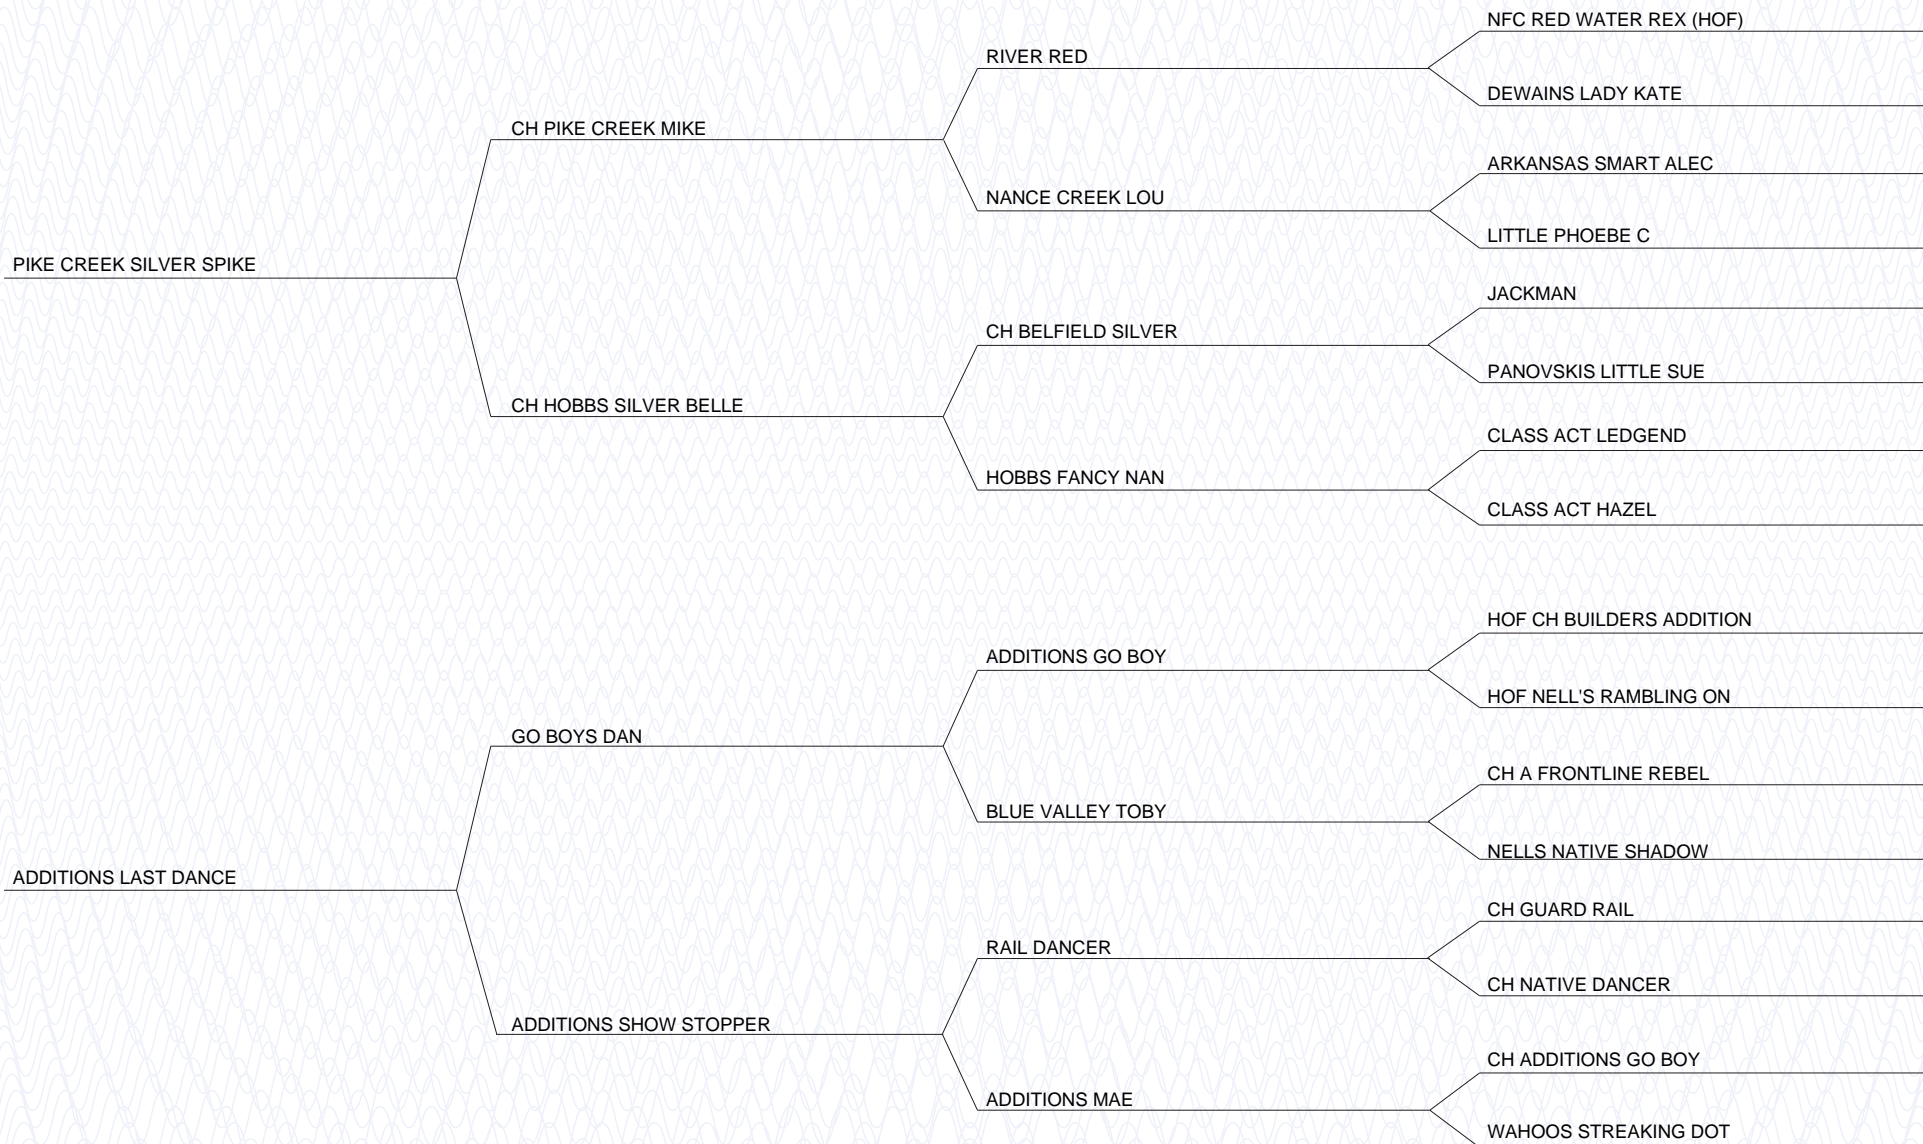 NFC RED WATER REX (HOF)
RIVER RED
DEWAINS LADY KATE
CH PIKE CREEK MIKE
ARKANSAS SMART ALEC
NANCE CREEK LOU
LITTLE PHOEBE C
PIKE CREEK SILVER SPIKE
JACKMAN
CH BELFIELD SILVER
PANOVSKIS LITTLE SUE
CH HOBBS SILVER BELLE
CLASS ACT LEDGEND
HOBBS FANCY NAN
CLASS ACT HAZEL
HOF CH BUILDERS ADDITION
ADDITIONS GO BOY
HOF NELL'S RAMBLING ON
GO BOYS DAN
CH A FRONTLINE REBEL
BLUE VALLEY TOBY
NELLS NATIVE SHADOW
ADDITIONS LAST DANCE
CH GUARD RAIL
RAIL DANCER
CH NATIVE DANCER
ADDITIONS SHOW STOPPER
CH ADDITIONS GO BOY
ADDITIONS MAE
WAHOOS STREAKING DOT